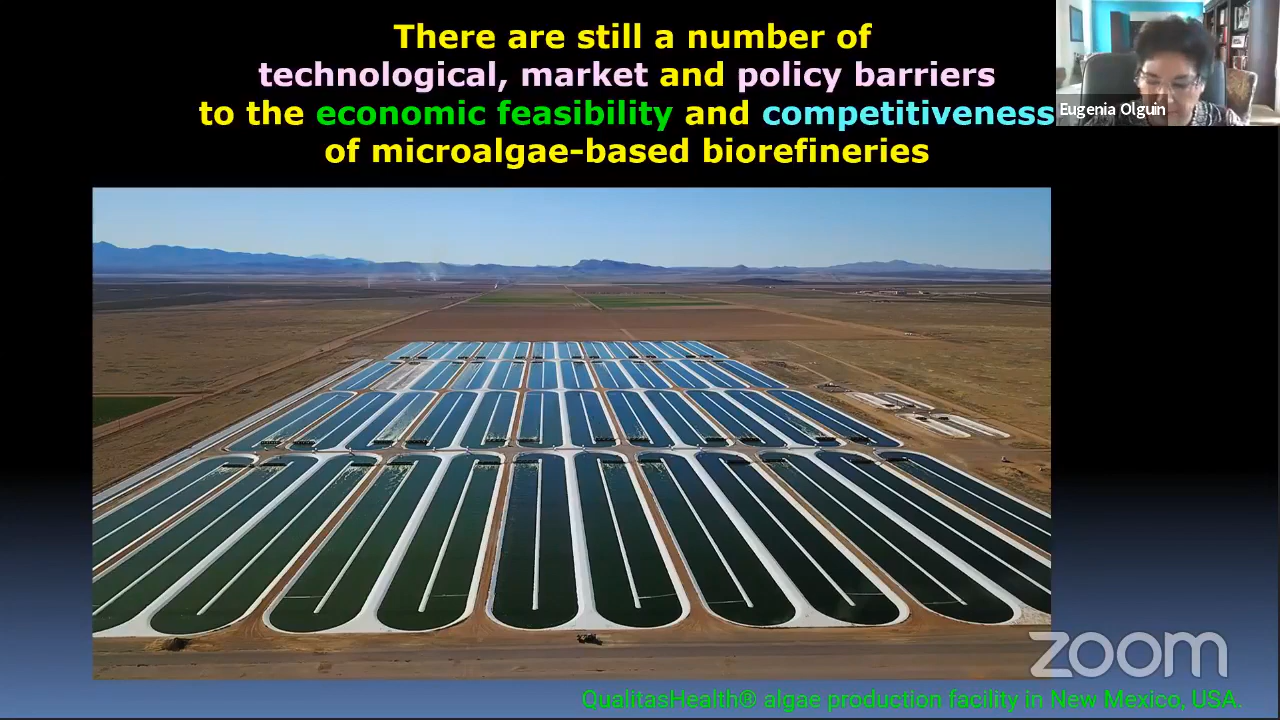 There are still a number of
technological, market and policy barriers
to the economic feasibility and competitiveness
of microalgae-based biorefineries
Eugenia Olguin
zoom
QualitasHealth® algae production facility in New Mexico, USA.